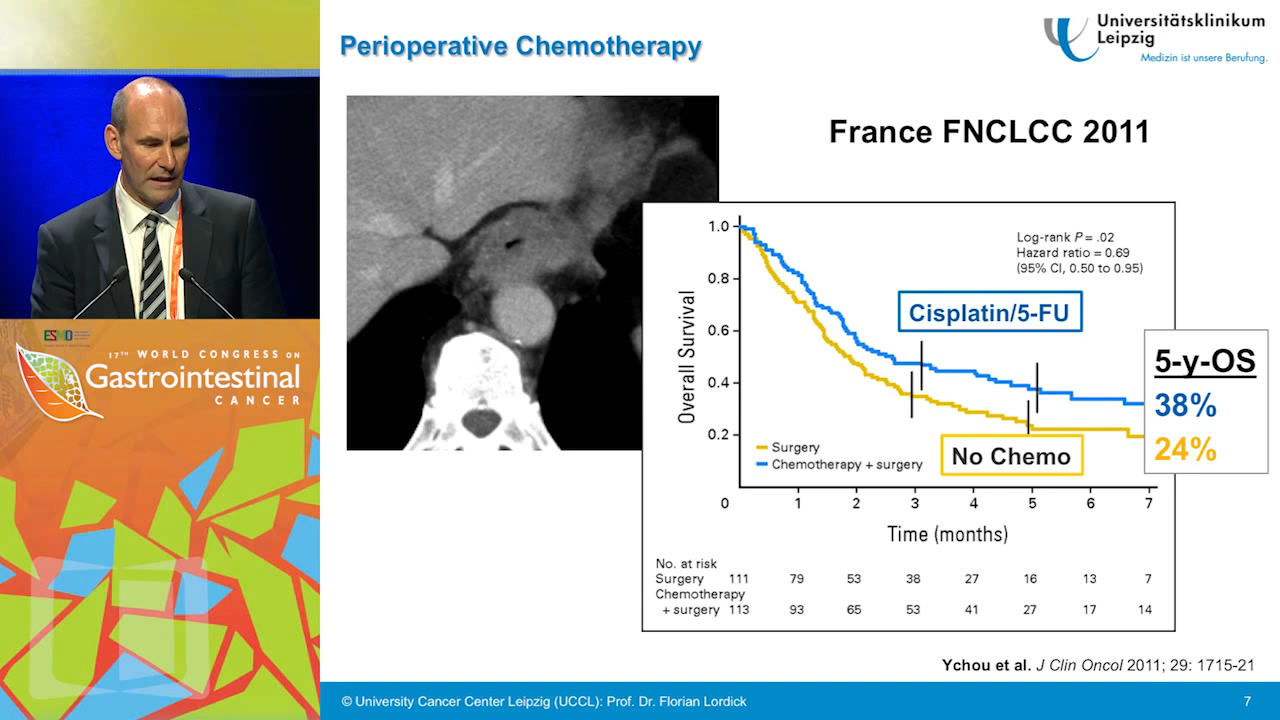 Perioperative Chemotherapy
Universitätsklinikum
Leipzig
Medizin ist unsere Berufung.
France FNCLCC 2011
Overall Survival
1.0
0.8
0.6
0.4
0.2
Log-rank P = .02
Hazard ratio = 0.69
(95% CI, 0.50 to 0.95)
Cisplatin/5-FU
No Chemo
Surgery
Chemotherapy + surgery
0 1 2 3 4 5 6 7
Time (months)
No. at risk
Surgery 111 79 53 38 27 16 13 7
Chemotherapy
+ surgery 113 93 65 53 41 27 17 14
5-y-OS
38%
24%
Ychou et al. J Clin Oncol 2011; 29: 1715-21
© University Cancer Center Leipzig (UCCL): Prof. Dr. Florian Lordick
7
ESMO
17TH WORLD CONGRESS ON
Gastrointestinal
CANCER